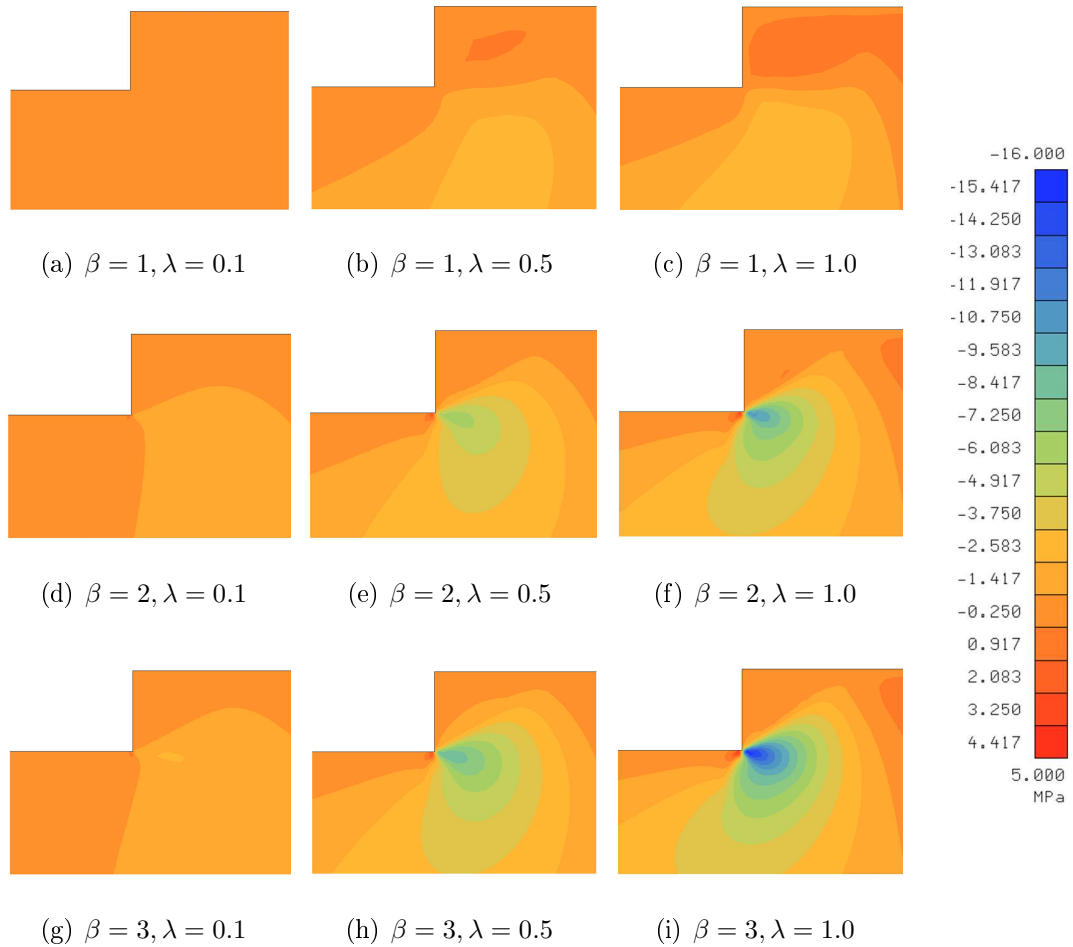 (a) β = 1, λ = 0.1
(b) β = 1, λ = 0.5
(c) β = 1, λ = 1.0
(d) β = 2, λ = 0.1
(e) β = 2, λ = 0.5
(f) β = 2, λ = 1.0
(g) β = 3, λ = 0.1
(h) β = 3, λ = 0.5
(i) β = 3, λ = 1.0
-16.000
-15.417
-14.250
-13.083
-11.917
-10.750
-9.583
-8.417
-7.250
-6.083
-4.917
-3.750
-2.583
-1.417
-0.250
0.917
2.083
3.250
4.417
5.000
MPa